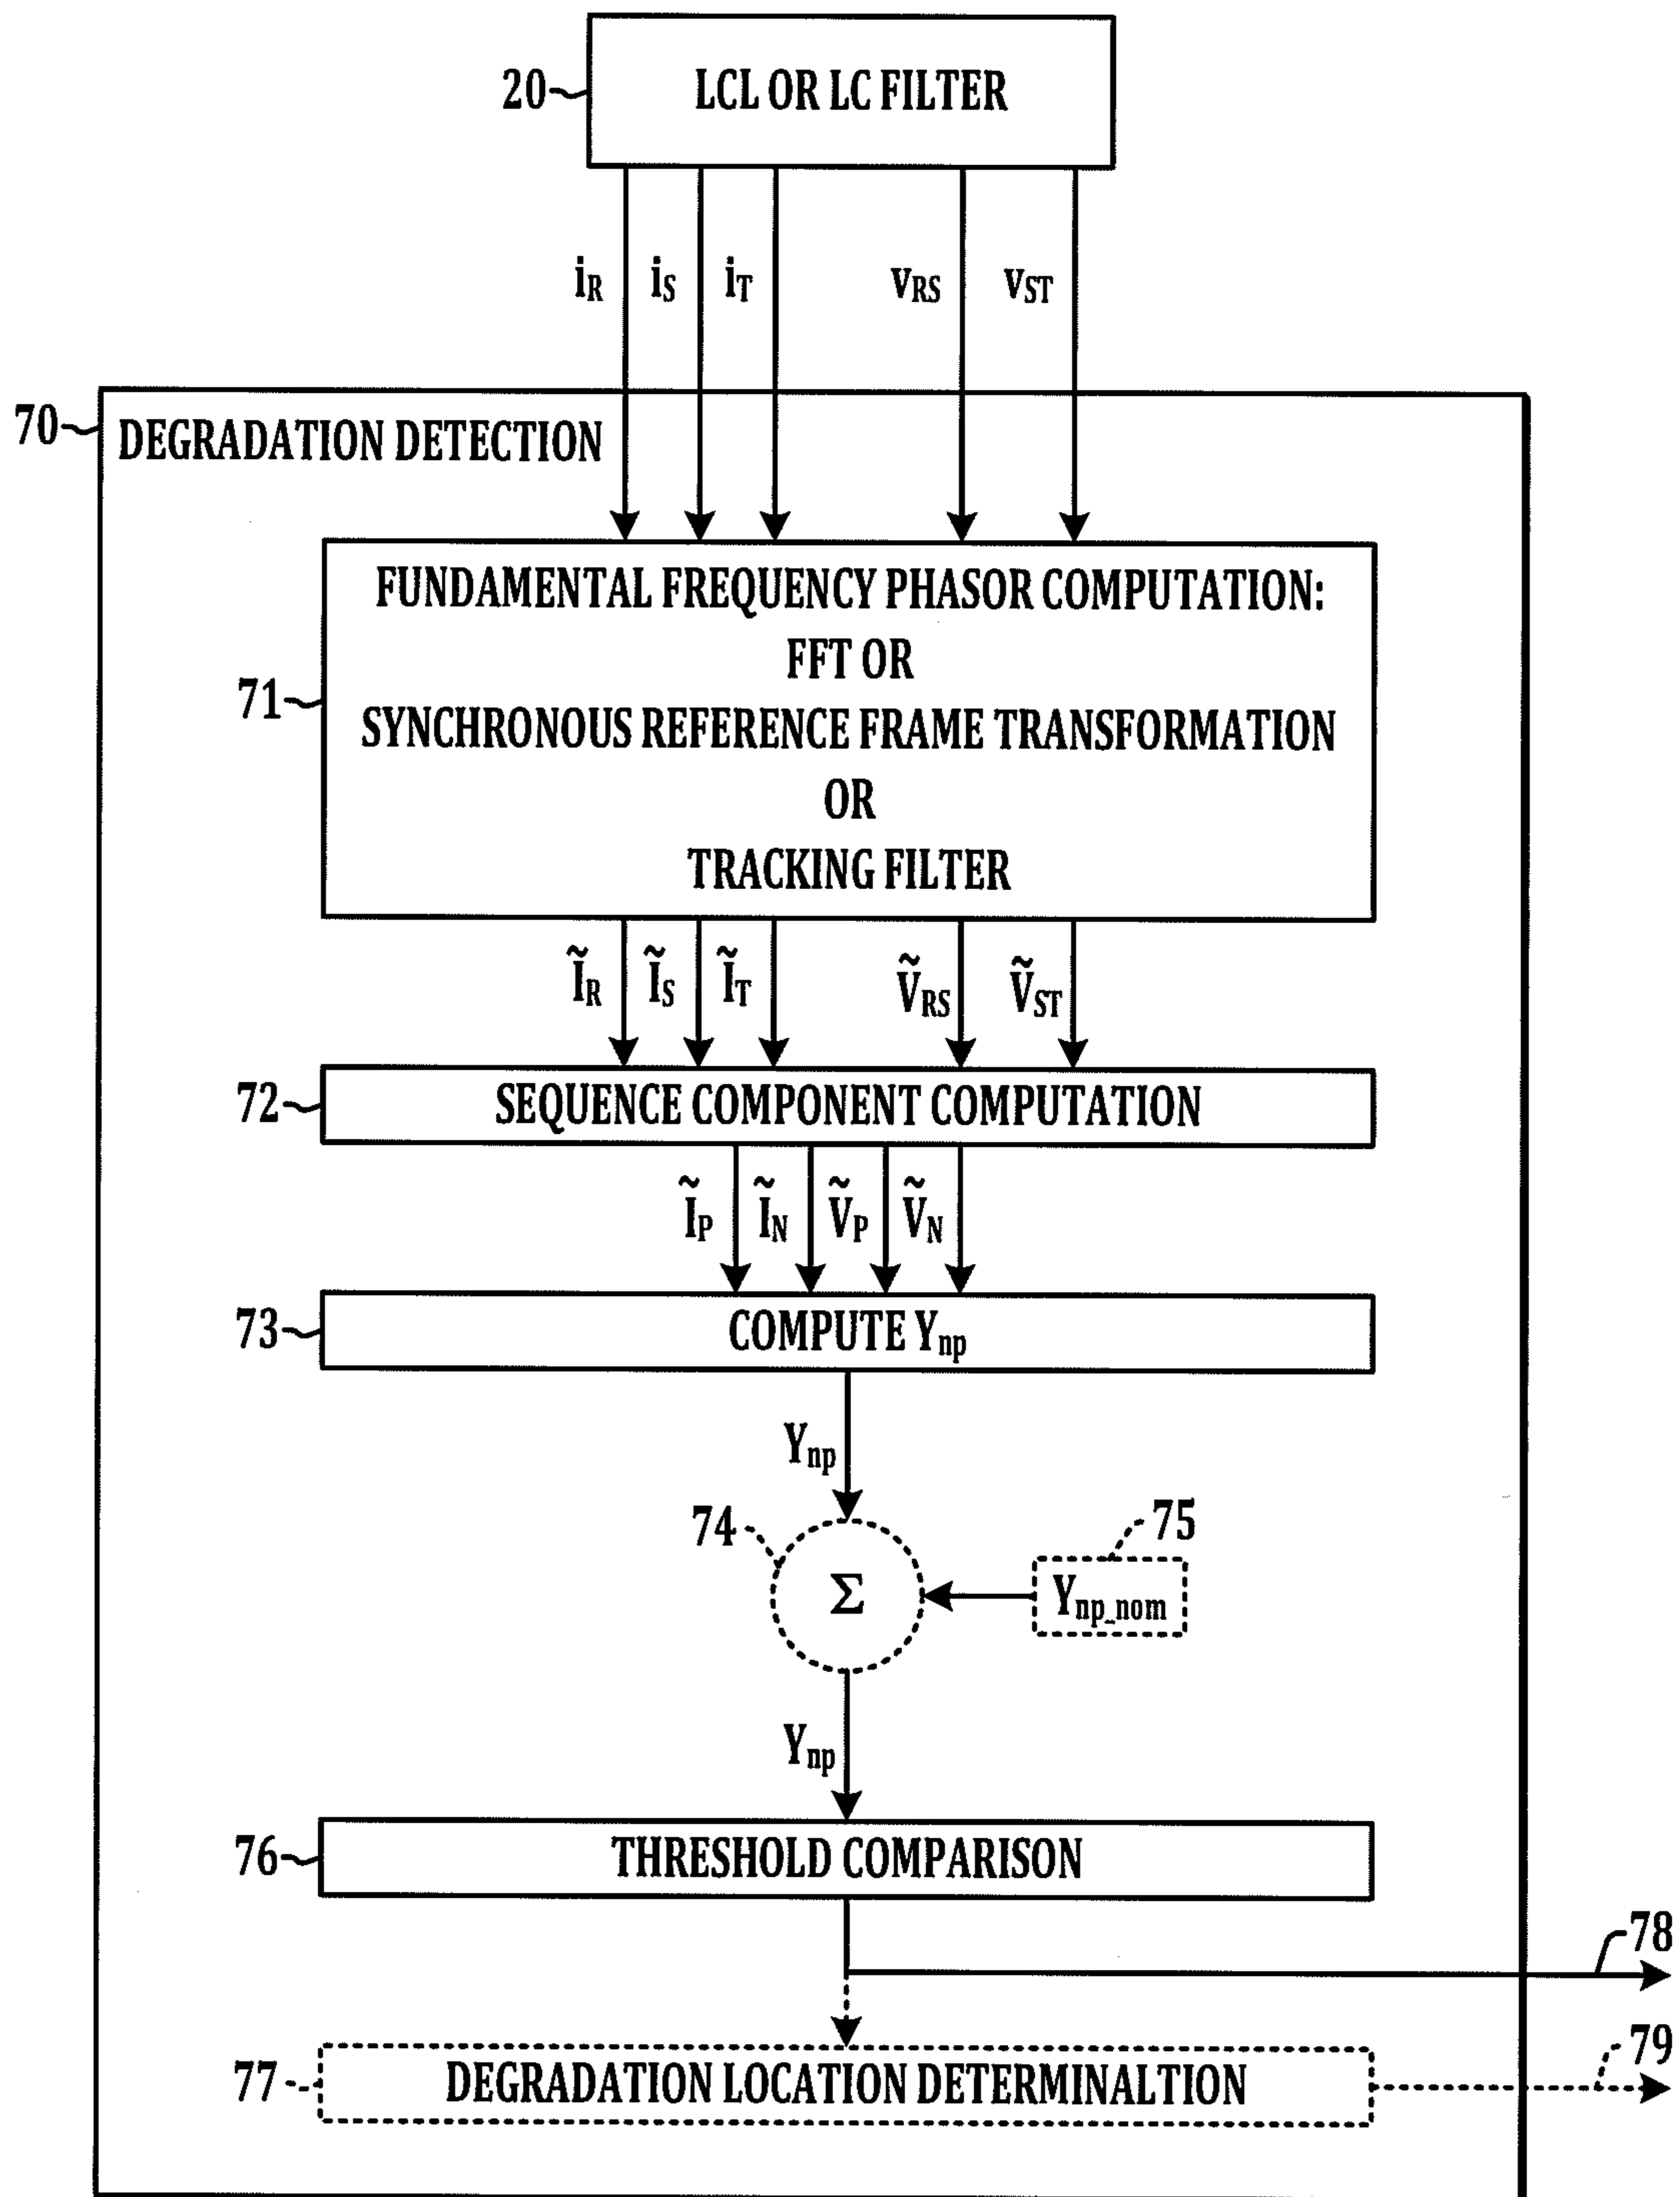 20
LCL OR LC FILTER
iR
iS
iT
vRS
vST
70
DEGRADATION DETECTION
71
FUNDAMENTAL FREQUENCY PHASOR COMPUTATION:
FFT OR
SYNCHRONOUS REFERENCE FRAME TRANSFORMATION
OR
TRACKING FILTER
ĨR
ĨS
ĨT
ṼRS
ṼST
72
SEQUENCE COMPONENT COMPUTATION
ĨP
ĨN
ṼP
ṼN
73
COMPUTE Ynp
Ynp
74
Σ
75
Ynp_nom
Ynp
76
THRESHOLD COMPARISON
78
77
DEGRADATION LOCATION DETERMINALTION
79